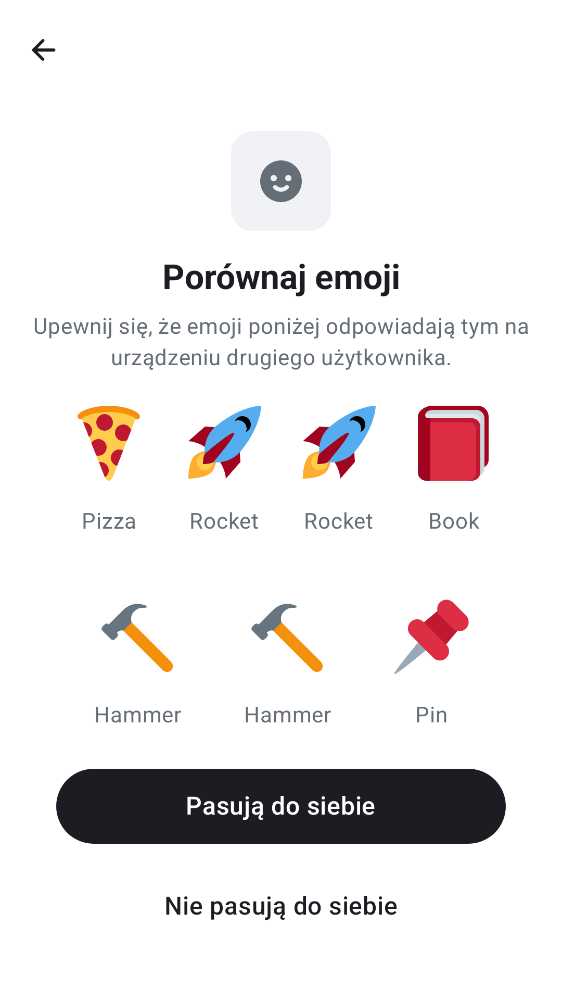 Porównaj emoji
Upewnij się, że emoji poniżej odpowiadają tym na
urządzeniu drugiego użytkownika.
Pizza Rocket Rocket Book
Hammer Hammer Pin
Pasują do siebie
Nie pasują do siebie